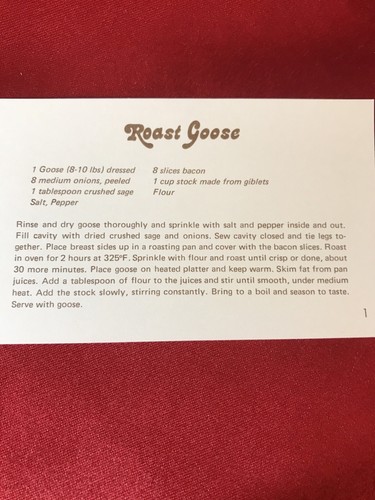 Roast Goose
1 Goose (8-10 lbs) dressed
8 medium onions, peeled
1 tablespoon crushed sage
Salt, Pepper
8 slices bacon
1 cup stock made from giblets
Flour
Rinse and dry goose thoroughly and sprinkle with salt and pepper inside and out.
Fill cavity with dried crushed sage and onions. Sew cavity closed and tie legs to-
gether. Place breast sides up in a roasting pan and cover with the bacon slices. Roast
in oven for 2 hours at 325ºF. Sprinkle with flour and roast until crisp or done, about
30 more minutes. Place goose on heated platter and keep warm. Skim fat from pan
juices. Add a tablespoon of flour to the juices and stir until smooth, under medium
heat. Add the stock slowly, stirring constantly. Bring to a boil and season to taste.
Serve with goose.
1